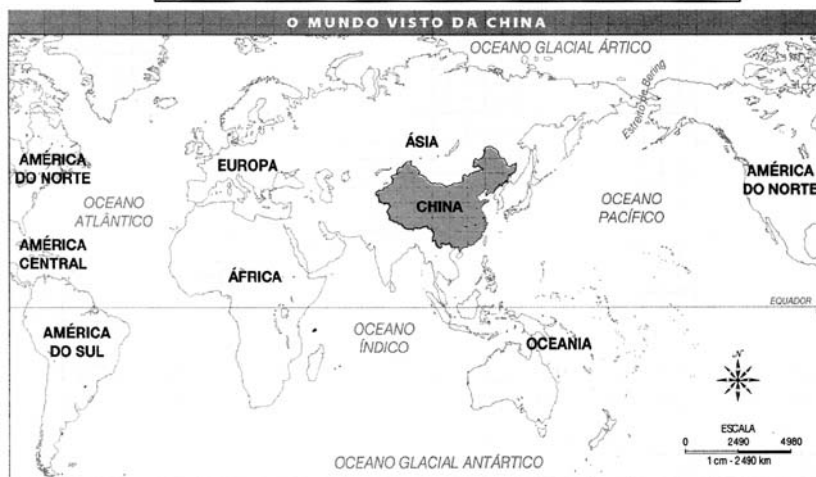 O MUNDO VISTO DA CHINA
OCEANO GLACIAL ÁRTICO
Estreito de Bering
ÁSIA
AMÉRICA
DO NORTE
EUROPA
AMÉRICA
DO NORTE
OCEANO
ATLÂNTICO
CHINA
OCEANO
PACÍFICO
AMÉRICA
CENTRAL
ÁFRICA
EQUADOR
AMÉRICA
DO SUL
OCEANO
ÍNDICO
OCEANIA
N
ESCALA
0 2490 4980
1 cm - 2 490 km
OCEANO GLACIAL ANTÁRTICO